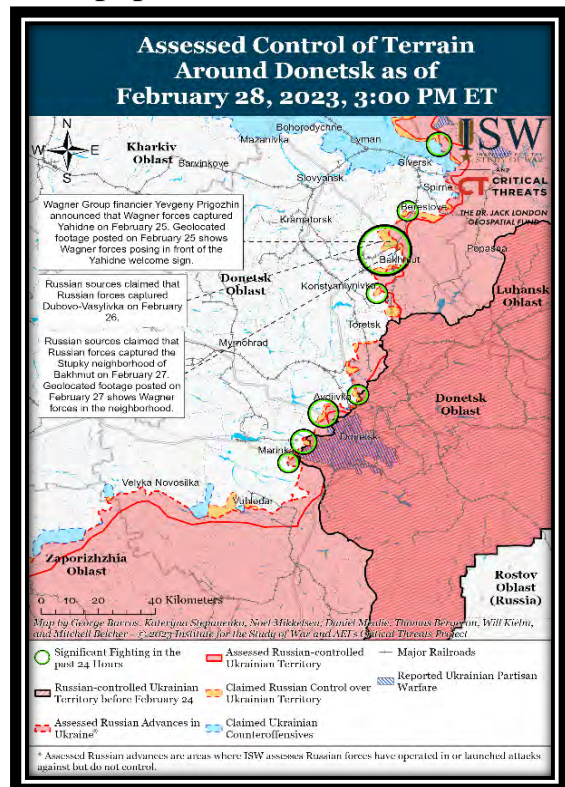 Assessed Control of Terrain
Around Donetsk as of
February 28, 2023, 3:00 PM ET
N
W
E
S
Kharkiv
Oblast
Bohorodychne
Mazanivka
Lyman
Barvinkove
Slovyansk
Siversk
Spirne
ISW
INSTITUTE FOR THE
STUDY OF WAR
AND
CT CRITICAL
THREATS
THE DR. JACK LONDON
GEOSPATIAL FUND
Wagner Group financier Yevgeny Prigozhin
announced that Wagner forces captured
Yahidne on February 25. Geolocated
footage posted on February 25 shows
Wagner forces posing in front of the
Yahidne welcome sign.
Kramatorsk
Berestove
Bakhmut
Popasna
Donetsk
Oblast
Kostyantynivka
Luhansk
Oblast
Russian sources claimed that
Russian forces captured
Dubovo-Vasylivka on February
26.
Toretsk
Myrnohrad
Russian sources claimed that
Russian forces captured the
Stupky neighborhood of
Bakhmut on February 27.
Geolocated footage posted on
February 27 shows Wagner
forces in the neighborhood.
Avdiivka
Donetsk
Oblast
Donetsk
Marinka
Velyka Novosilka
Vuhledar
Zaporizhzhia
Oblast
Rostov
Oblast
(Russia)
0 10 20 40 Kilometers
Map by George Barros, Kateryna Stepanenko, Noel Mikkelsen, Daniel Mealie, Thomas Bergeron, Will Kielm,
and Mitchell Belcher - © 2023 Institute for the Study of War and AEI's Critical Threats Project
Significant Fighting in the
past 24 Hours
Assessed Russian-controlled
Ukrainian Territory
Major Railroads
Russian-controlled Ukrainian
Territory before February 24
Claimed Russian Control over
Ukrainian Territory
Reported Ukrainian Partisan
Warfare
Assessed Russian Advances in
Ukraine*
Claimed Ukrainian
Counteroffensives
* Assessed Russian advances are areas where ISW assesses Russian forces have operated in or launched attacks
against but do not control.